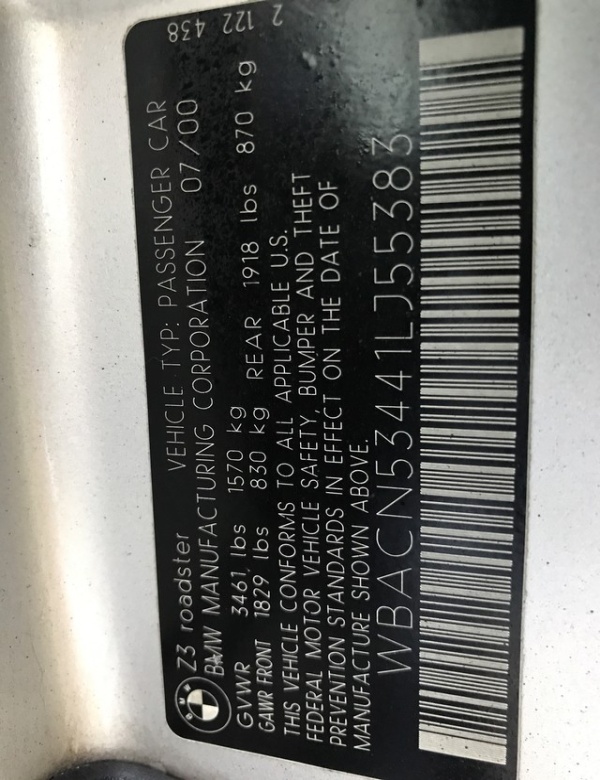 Z3 roadster VEHICLE TYP: PASSENGER CAR
BMW MANUFACTURING CORPORATION 07/00
GVWR 3461 lbs 1570 kg
GAWR FRONT 1829 lbs 830 kg REAR 1918 lbs 870 kg
THIS VEHICLE CONFORMS TO ALL APPLICABLE U.S.
FEDERAL MOTOR VEHICLE SAFETY, BUMPER AND THEFT
PREVENTION STANDARDS IN EFFECT ON THE DATE OF
MANUFACTURE SHOWN ABOVE.
WBACN53441LJ55383
2 122 438